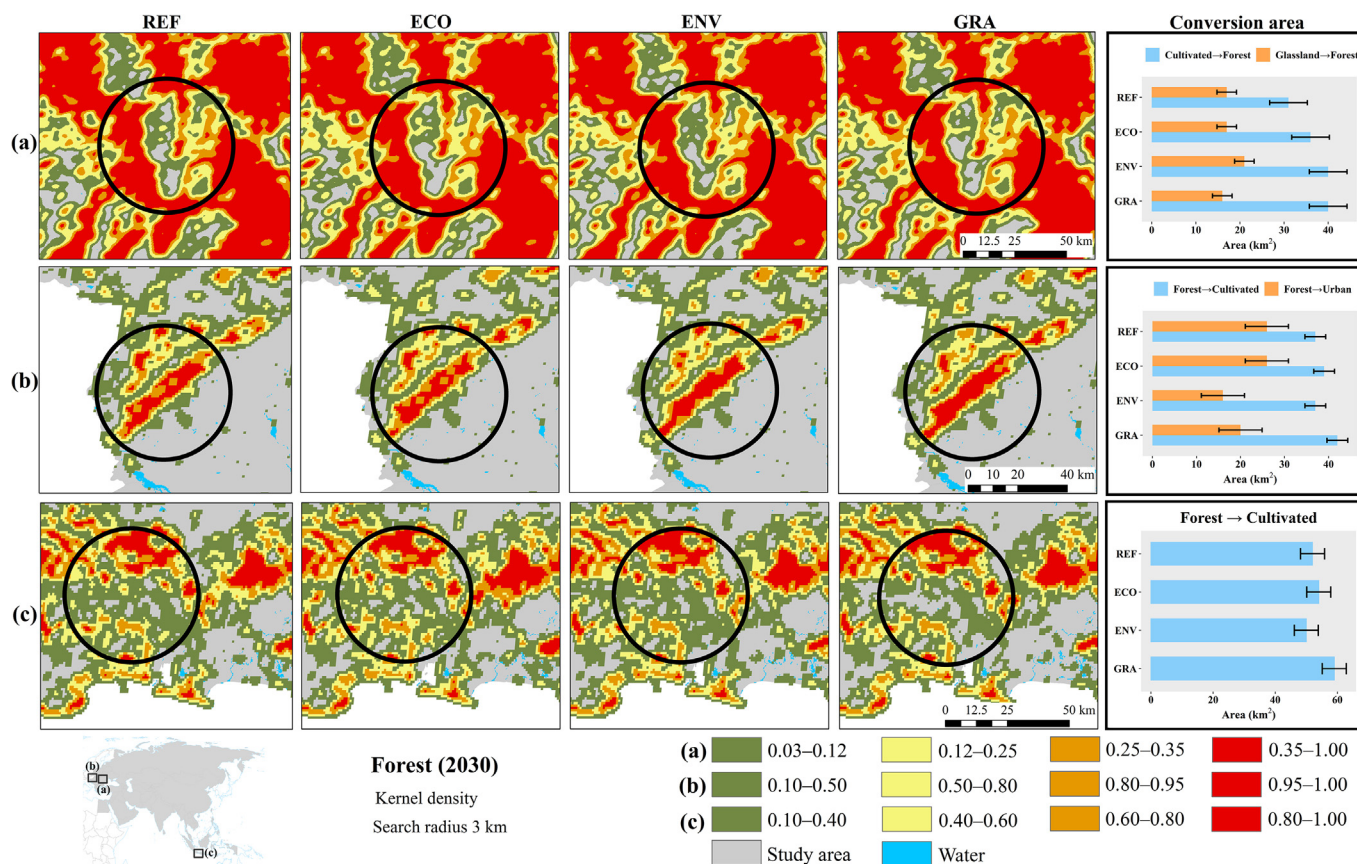 REF ECO ENV GRA Conversion area
(a)
0 12.5 25 50 km
Cultivated→Forest Glassland→Forest
REF
ECO
ENV
GRA
0 10 20 30 40
Area (km²)
(b)
0 10 20 40 km
Forest→Cultivated Forest→Urban
REF
ECO
ENV
GRA
0 10 20 30 40
Area (km²)
(c)
0 12.5 25 50 km
Forest → Cultivated
REF
ECO
ENV
GRA
0 20 40 60
Area (km²)
(b)
(a)
(c)
Forest (2030)
Kernel density
Search radius 3 km
(a) 0.03–0.12 0.12–0.25 0.25–0.35 0.35–1.00
(b) 0.10–0.50 0.50–0.80 0.80–0.95 0.95–1.00
(c) 0.10–0.40 0.40–0.60 0.60–0.80 0.80–1.00
Study area Water